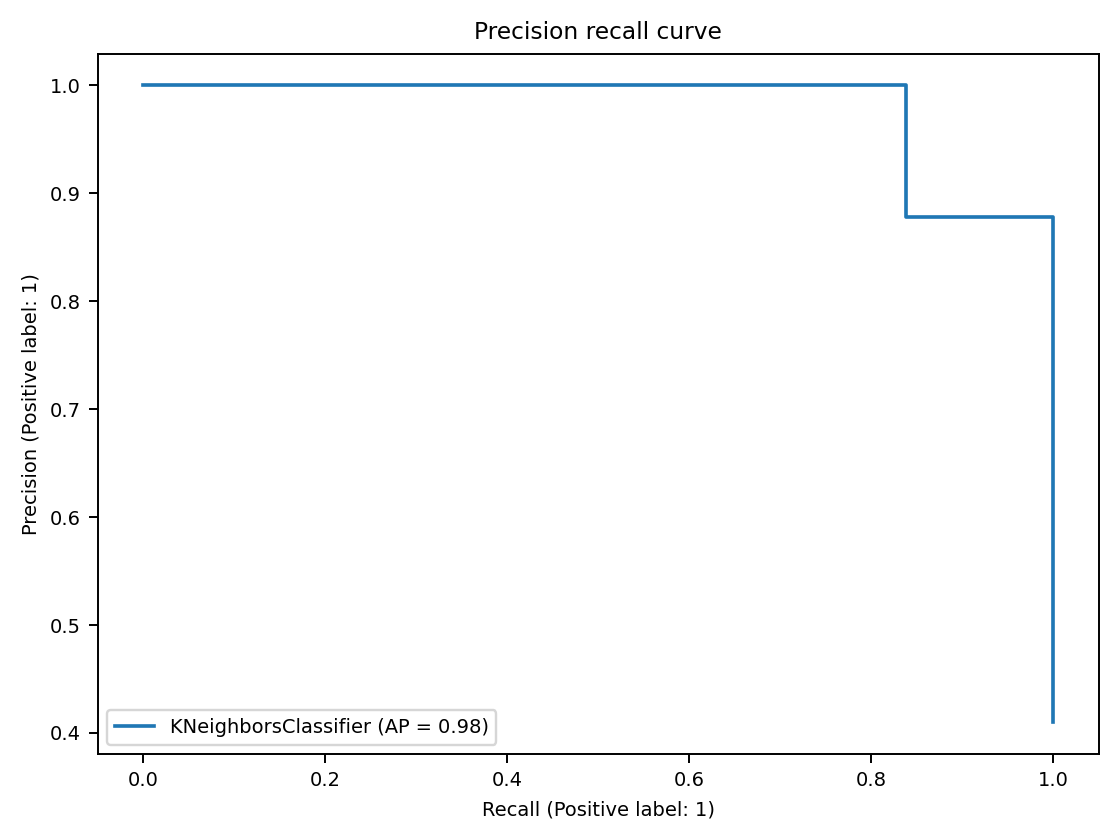 Precision recall curve
1.0
0.9
0.8
0.7
0.6
0.5
0.4
Precision (Positive label: 1)
KNeighborsClassifier (AP = 0.98)
0.0 0.2 0.4 0.6 0.8 1.0
Recall (Positive label: 1)